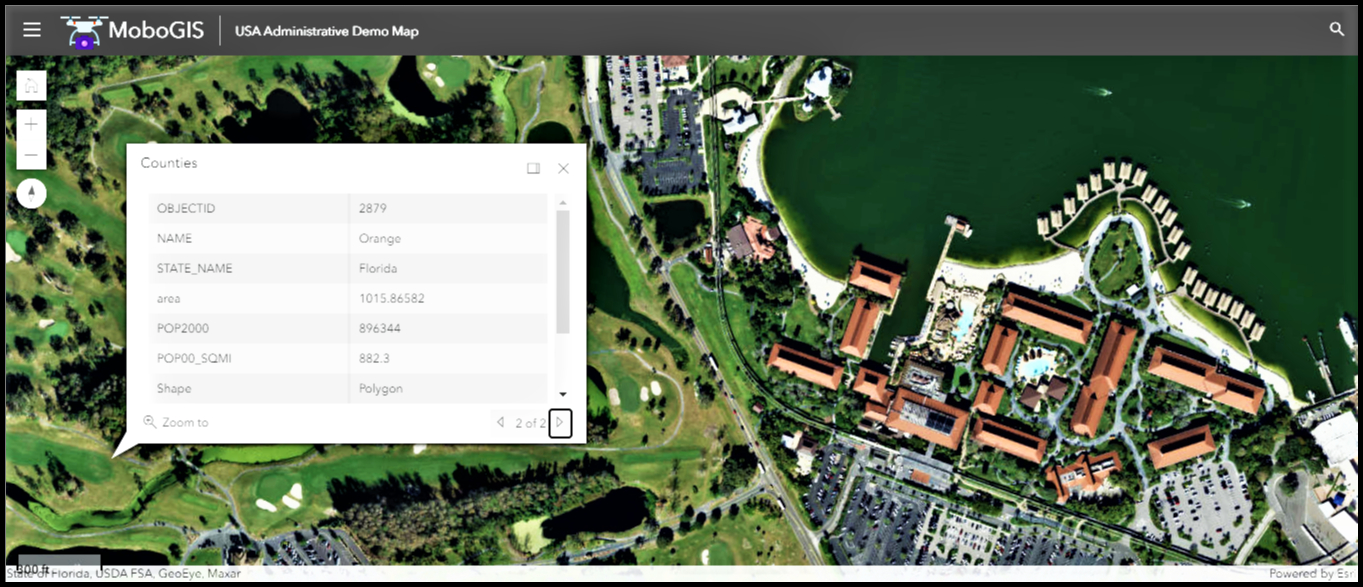 MoboGIS
USA Administrative Demo Map
Counties
OBJECTID 2879
NAME Orange
STATE_NAME Florida
area 1015.86582
POP2000 896344
POP00_SQMI 882.3
Shape Polygon
Zoom to
2 of 2
300 ft
State of Florida, USDA FSA, GeoEye, Maxar
Powered by Esri